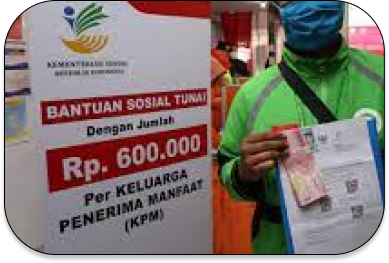 KEMENTERIAN SOSIAL
REPUBLIK INDONESIA
BANTUAN SOSIAL TUNAI
Dengan Jumlah
Rp. 600.000
Per KELUARGA
PENERIMA MANFAAT
(KPM)